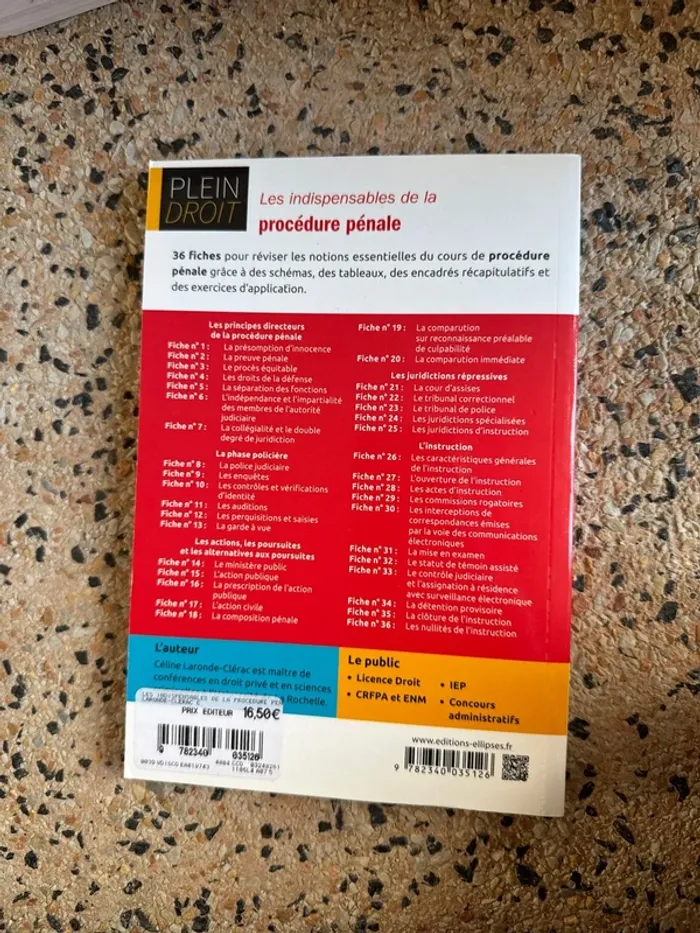 PLEIN
DROIT
Les indispensables de la
procédure pénale
36 fiches pour réviser les notions essentielles du cours de procédure
pénale grâce à des schémas, des tableaux, des encadrés récapitulatifs et
des exercices d'application.
Les principes directeurs
de la procédure pénale
Fiche n° 1 : La présomption d'innocence
Fiche n° 2 : La preuve pénale
Fiche n° 3 : Le procès équitable
Fiche n° 4 : Les droits de la défense
Fiche n° 5 : La séparation des fonctions
Fiche n° 6 : L'indépendance et l'impartialité
des membres de l'autorité
judiciaire
Fiche n° 7 : La collégialité et le double
degré de juridiction
La phase policière
Fiche n° 8 : La police judiciaire
Fiche n° 9 : Les enquêtes
Fiche n° 10 : Les contrôles et vérifications
d'identité
Fiche n° 11 : Les auditions
Fiche n° 12 : Les perquisitions et saisies
Fiche n° 13 : La garde à vue
Les actions, les poursuites
et les alternatives aux poursuites
Fiche n° 14 : Le ministère public
Fiche n° 15 : L'action publique
Fiche n° 16 : La prescription de l'action
publique
Fiche n° 17 : L'action civile
Fiche n° 18 : La composition pénale
Fiche n° 19 : La comparution
sur reconnaissance préalable
de culpabilité
Fiche n° 20 : La comparution immédiate
Les juridictions répressives
Fiche n° 21 : La cour d'assises
Fiche n° 22 : Le tribunal correctionnel
Fiche n° 23 : Le tribunal de police
Fiche n° 24 : Les juridictions spécialisées
Fiche n° 25 : Les juridictions d'instruction
L'instruction
Fiche n° 26 : Les caractéristiques générales
de l'instruction
Fiche n° 27 : L'ouverture de l'instruction
Fiche n° 28 : Les actes d'instruction
Fiche n° 29 : Les commissions rogatoires
Fiche n° 30 : Les interceptions de
correspondances émises
par la voie des communications
électroniques
Fiche n° 31 : La mise en examen
Fiche n° 32 : Le statut de témoin assisté
Fiche n° 33 : Le contrôle judiciaire
et l'assignation à résidence
avec surveillance électronique
Fiche n° 34 : La détention provisoire
Fiche n° 35 : La clôture de l'instruction
Fiche n° 36 : Les nullités de l'instruction
L'auteur
Céline Laronde-Clérac est maître de
conférences en droit privé et en sciences
Rochelle.
Le public
• Licence Droit
• CRFPA et ENM
• IEP
• Concours
administratifs
LES INDISPENSABLES DE LA PROCEDURE PEN
LARONDE-CLERAC C
PRIX EDITEUR 16,50€
9 782340 035126
www.editions-ellipses.fr
9 782340 035126